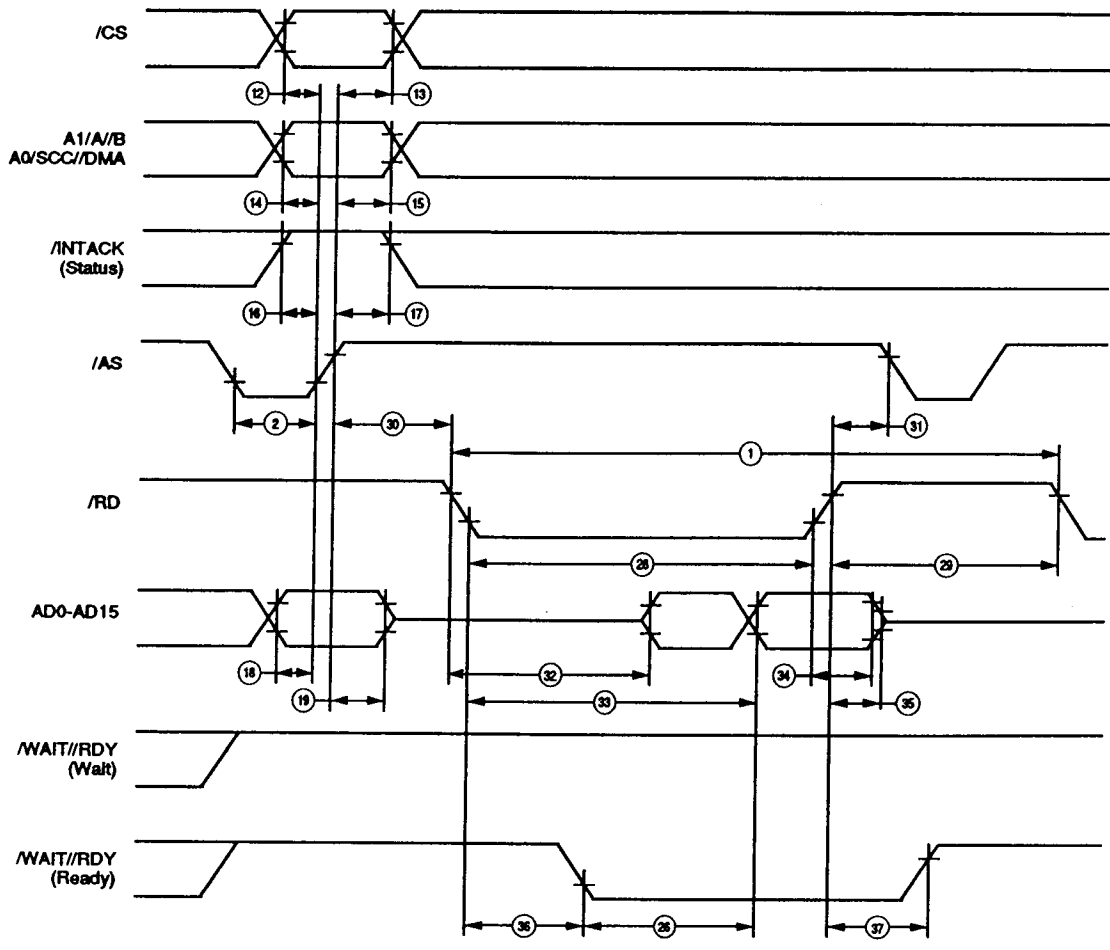 /CS
12
13
A1/A//B
A0/SCC//DMA
14
15
/INTACK
(Status)
16
17
/AS
2
30
31
1
/RD
28
29
AD0-AD15
18
32
34
19
33
35
/WAIT//RDY
(Wait)
/WAIT//RDY
(Ready)
36
26
37